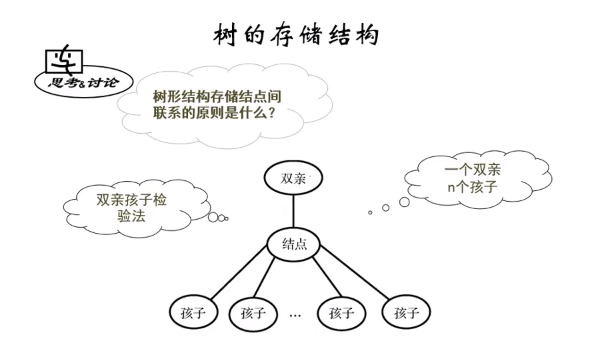 树的存储结构
思考&讨论
树形结构存储结点间
联系的原则是什么？
双亲
一个双亲
n个孩子
双亲孩子检
验法
结点
孩子
孩子
...
孩子
孩子